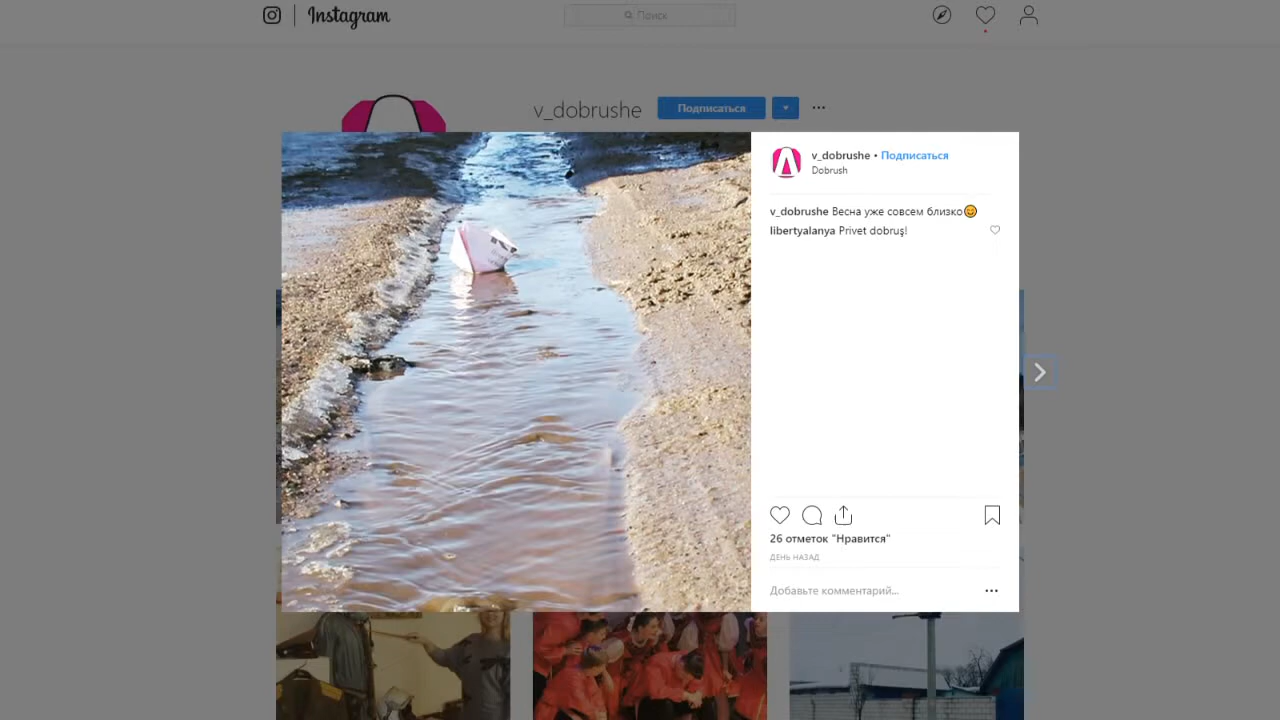 Instagram
Поиск
v_dobrushe Подписаться
v_dobrushe • Подписаться
Dobrush
v_dobrushe Весна уже совсем близко😊
libertyalanya Privet dobruş!
26 отметок "Нравится"
ДЕНЬ НАЗАД
Добавьте комментарий...